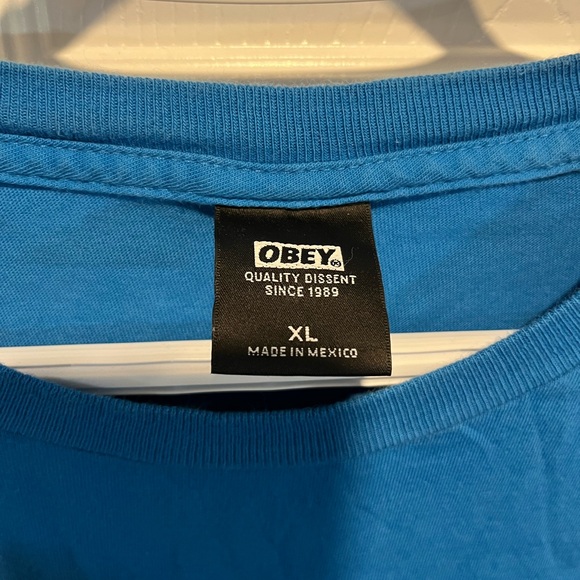 OBEY®
QUALITY DISSENT
SINCE 1989
XL
MADE IN MEXICO